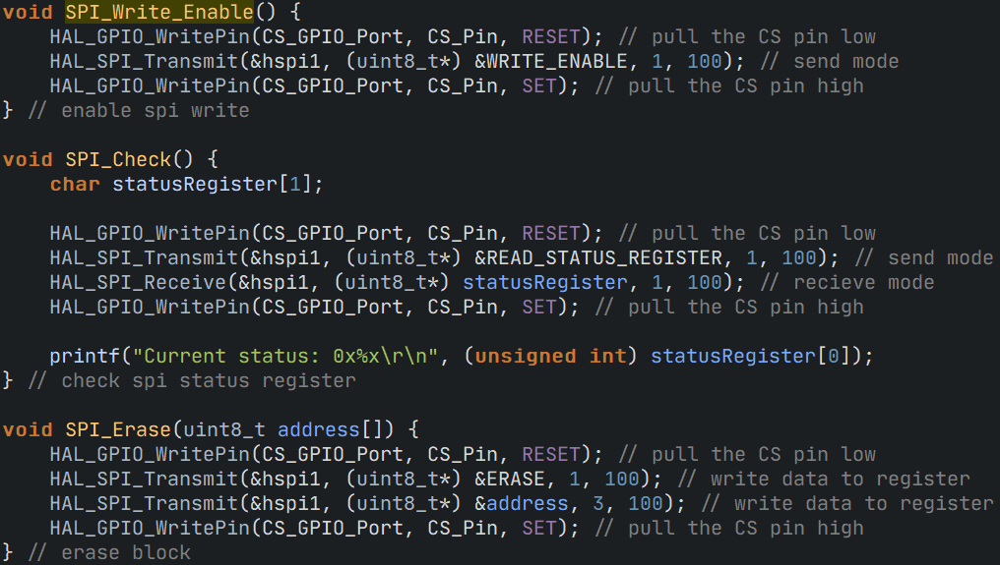 void SPI_Write_Enable() {
    HAL_GPIO_WritePin(CS_GPIO_Port, CS_Pin, RESET); // pull the CS pin low
    HAL_SPI_Transmit(&hspi1, (uint8_t*) &WRITE_ENABLE, 1, 100); // send mode
    HAL_GPIO_WritePin(CS_GPIO_Port, CS_Pin, SET); // pull the CS pin high
} // enable spi write

void SPI_Check() {
    char statusRegister[1];

    HAL_GPIO_WritePin(CS_GPIO_Port, CS_Pin, RESET); // pull the CS pin low
    HAL_SPI_Transmit(&hspi1, (uint8_t*) &READ_STATUS_REGISTER, 1, 100); // send mode
    HAL_SPI_Receive(&hspi1, (uint8_t*) statusRegister, 1, 100); // recieve mode
    HAL_GPIO_WritePin(CS_GPIO_Port, CS_Pin, SET); // pull the CS pin high

    printf("Current status: 0x%x\r\n", (unsigned int) statusRegister[0]);
} // check spi status register

void SPI_Erase(uint8_t address[]) {
    HAL_GPIO_WritePin(CS_GPIO_Port, CS_Pin, RESET); // pull the CS pin low
    HAL_SPI_Transmit(&hspi1, (uint8_t*) &ERASE, 1, 100); // write data to register
    HAL_SPI_Transmit(&hspi1, (uint8_t*) &address, 3, 100); // write data to register
    HAL_GPIO_WritePin(CS_GPIO_Port, CS_Pin, SET); // pull the CS pin high
} // erase block